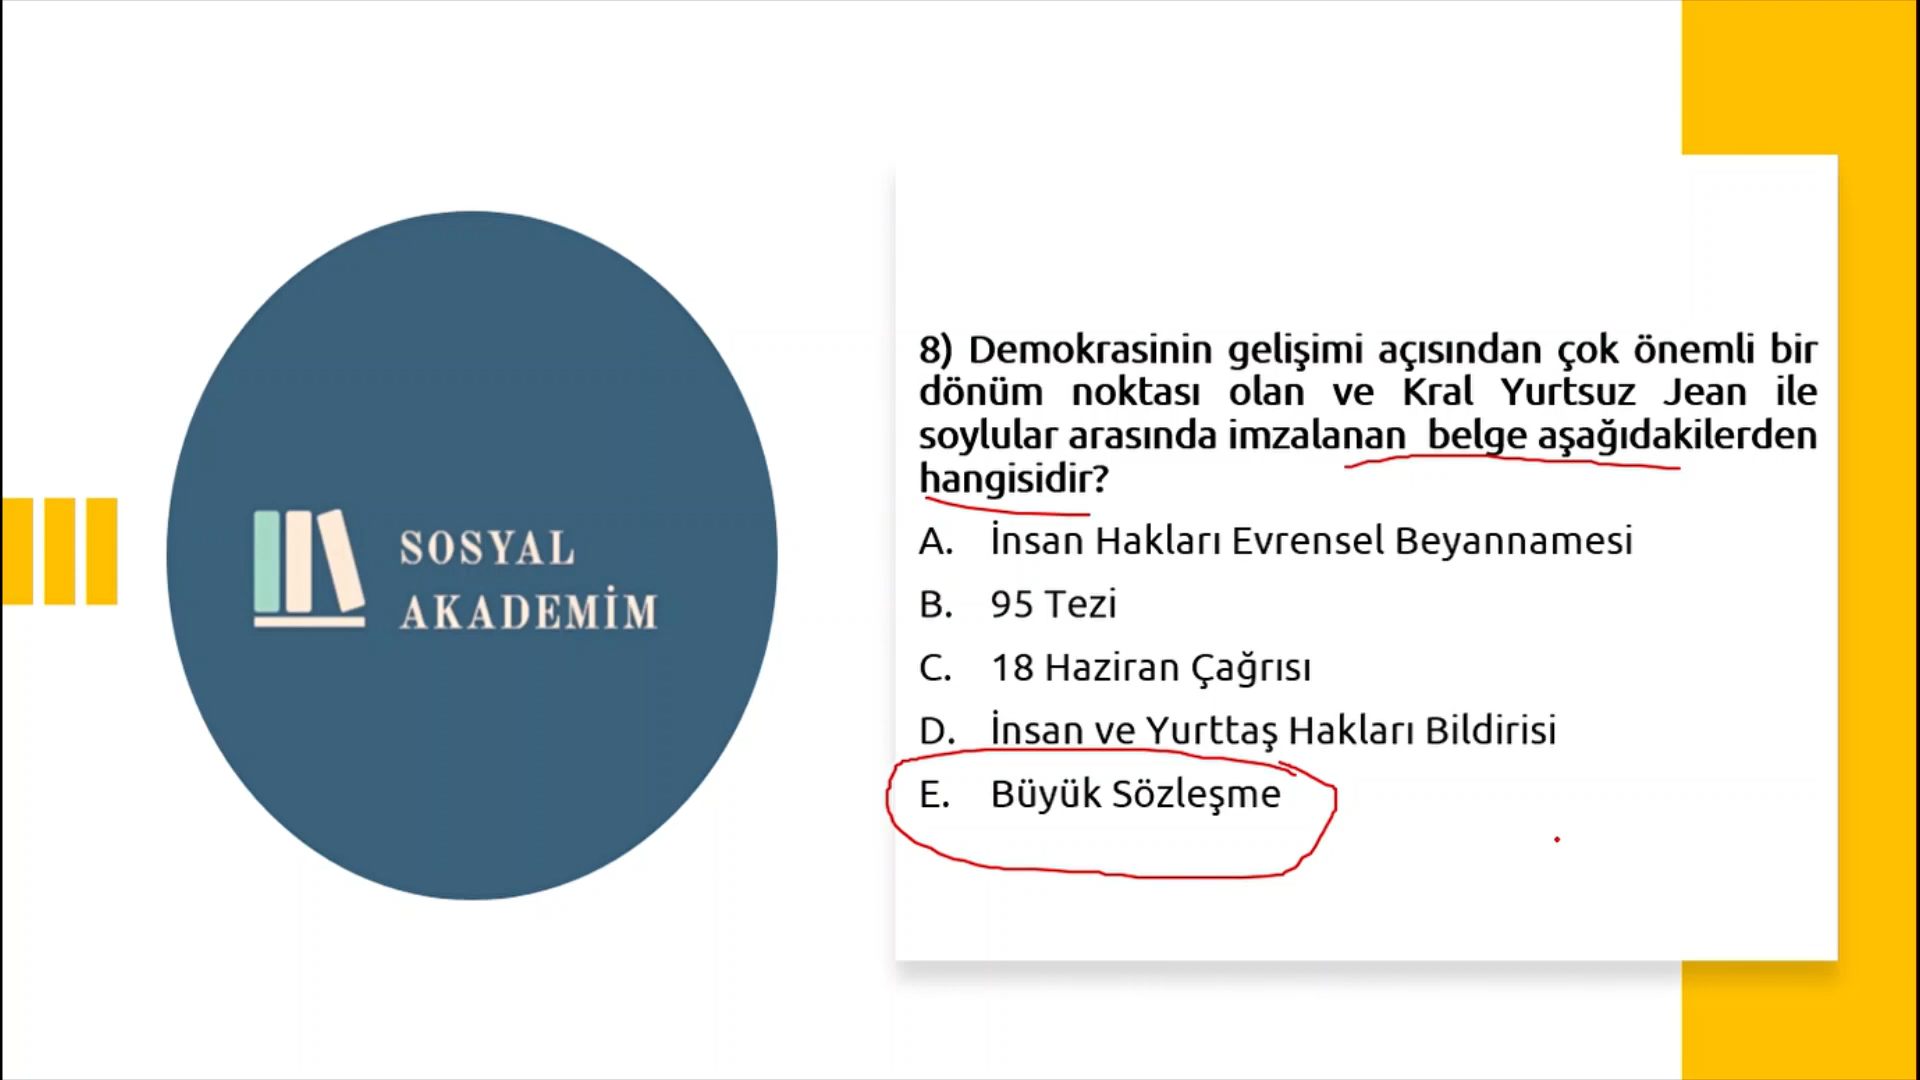 SOSYAL
AKADEMİM
8) Demokrasinin gelişimi açısından çok önemli bir
dönüm noktası olan ve Kral Yurtsuz Jean ile
soylular arasında imzalanan belge aşağıdakilerden
hangisidir?
A. İnsan Hakları Evrensel Beyannamesi
B. 95 Tezi
C. 18 Haziran Çağrısı
D. İnsan ve Yurttaş Hakları Bildirisi
E. Büyük Sözleşme